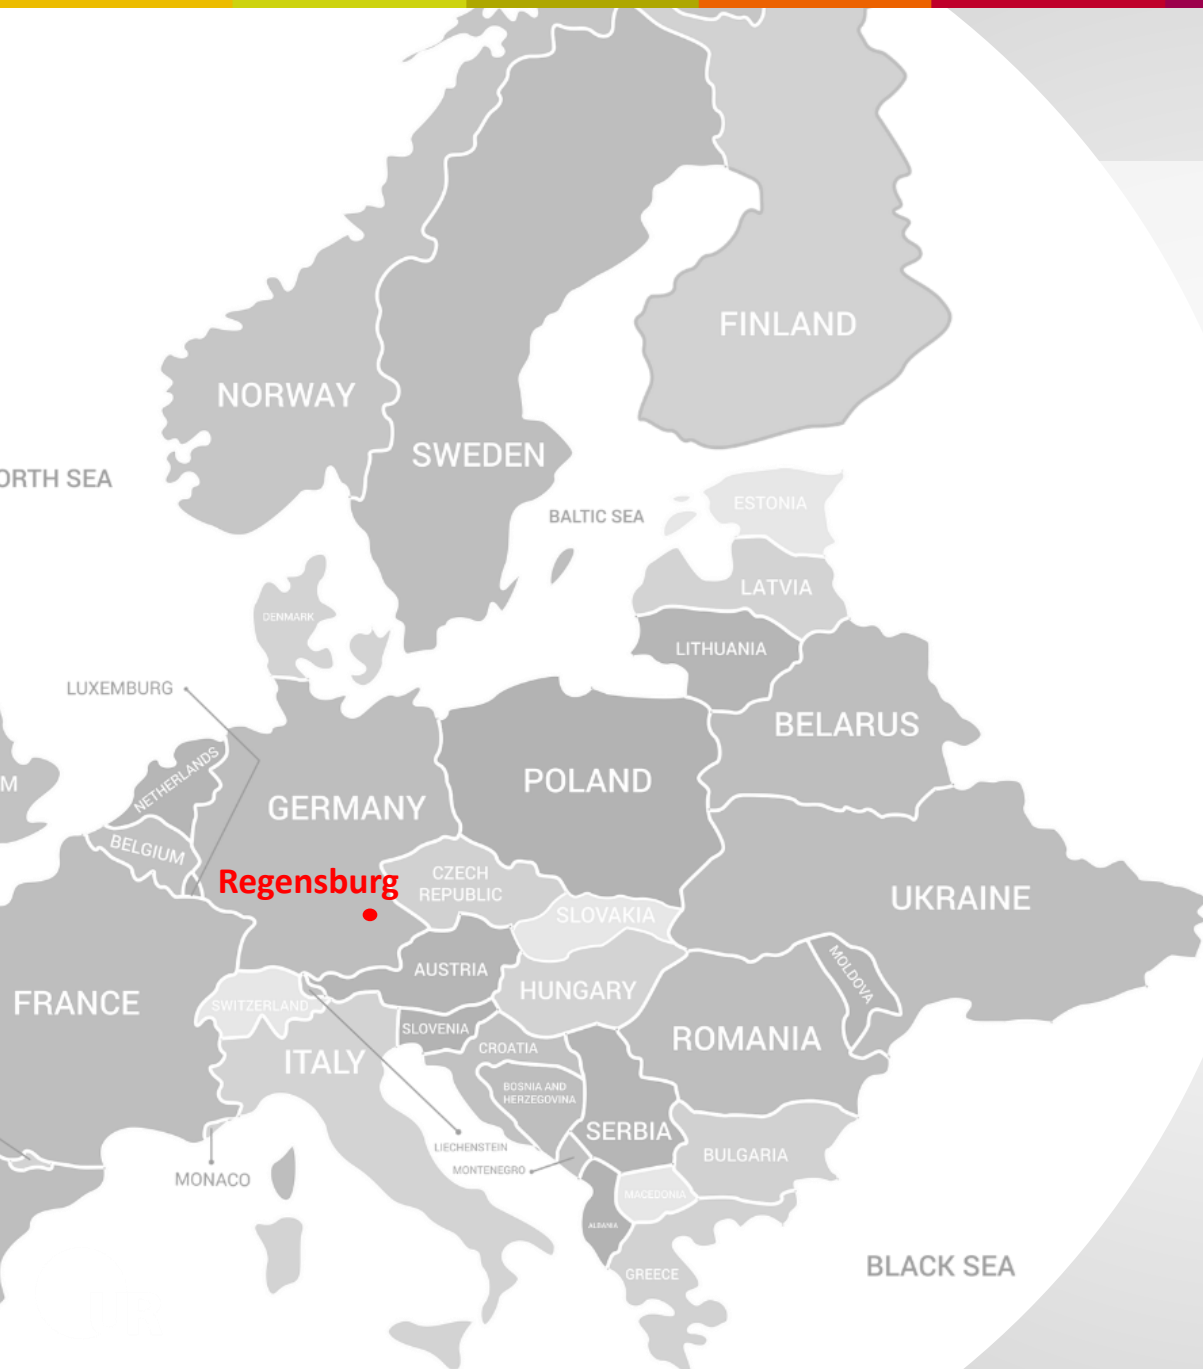 FINLAND
NORWAY
SWEDEN
ORTH SEA
ESTONIA
BALTIC SEA
LATVIA
DENMARK
LITHUANIA
LUXEMBURG
BELARUS
NETHERLANDS
POLAND
M
GERMANY
BELGIUM
CZECH
REPUBLIC
Regensburg
UKRAINE
SLOVAKIA
AUSTRIA
MOLDOVA
HUNGARY
FRANCE
SWITZERLAND
SLOVENIA
ROMANIA
CROATIA
ITALY
BOSNIA AND
HERZEGOVINA
SERBIA
LIECHENSTEIN
BULGARIA
MONTENEGRO
MONACO
MACEDONIA
ALBANIA
BLACK SEA
GREECE